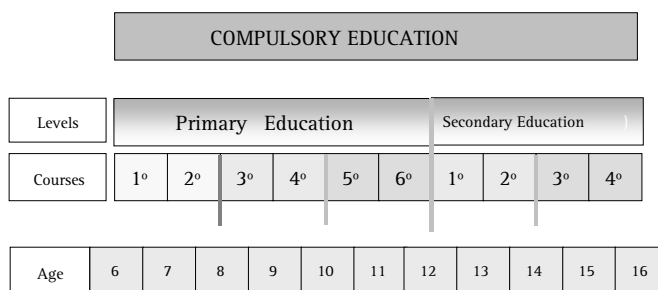 COMPULSORY EDUCATION
Levels Primary Education Secondary Education )
Courses 1º 2º 3º 4º 5º 6º 1º 2º 3º 4º
Age 6 7 8 9 10 11 12 13 14 15 16